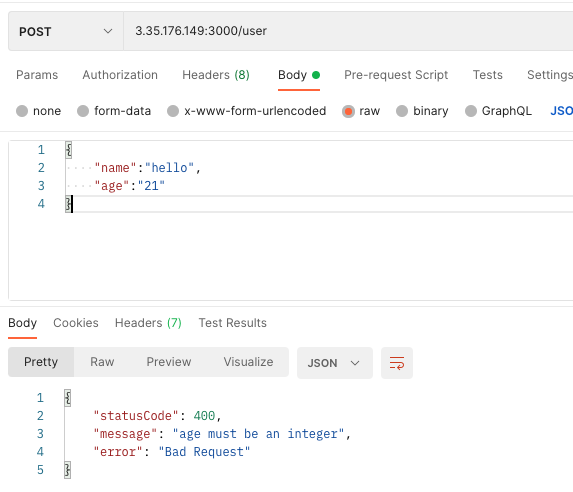 POST 3.35.176.149:3000/user
Params Authorization Headers (8) Body Pre-request Script Tests Settings
none form-data x-www-form-urlencoded raw binary GraphQL JSO
1 {
2 "name":"hello",
3 "age":"21"
4 }
Body Cookies Headers (7) Test Results
Pretty Raw Preview Visualize JSON
1 {
2 "statusCode": 400,
3 "message": "age must be an integer",
4 "error": "Bad Request"
5 }